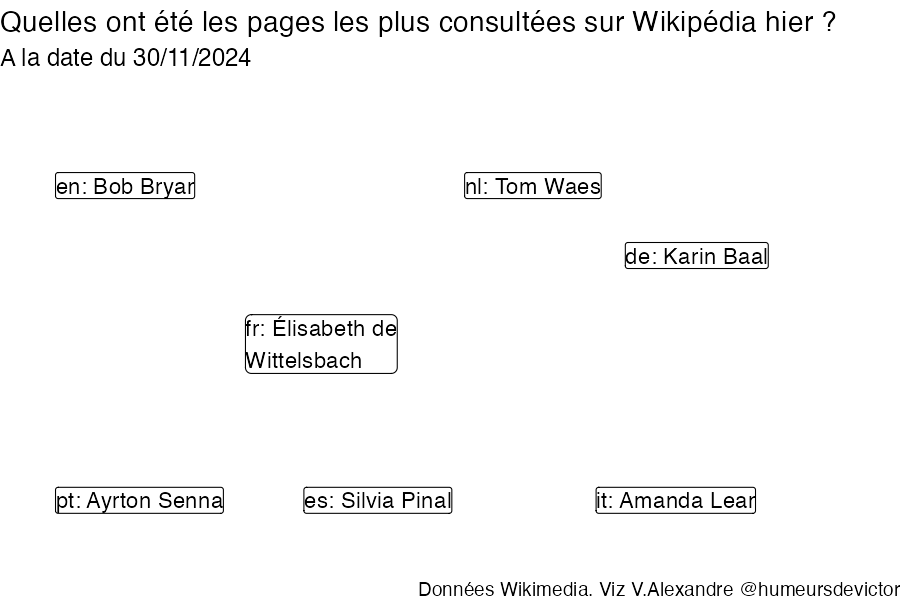 Quelles ont été les pages les plus consultées sur Wikipédia hier ?
A la date du 30/11/2024
en: Bob Bryar
nl: Tom Waes
de: Karin Baal
fr: Élisabeth de
Wittelsbach
pt: Ayrton Senna
es: Silvia Pinal
it: Amanda Lear
Données Wikimedia. Viz V.Alexandre @humeursdevictor